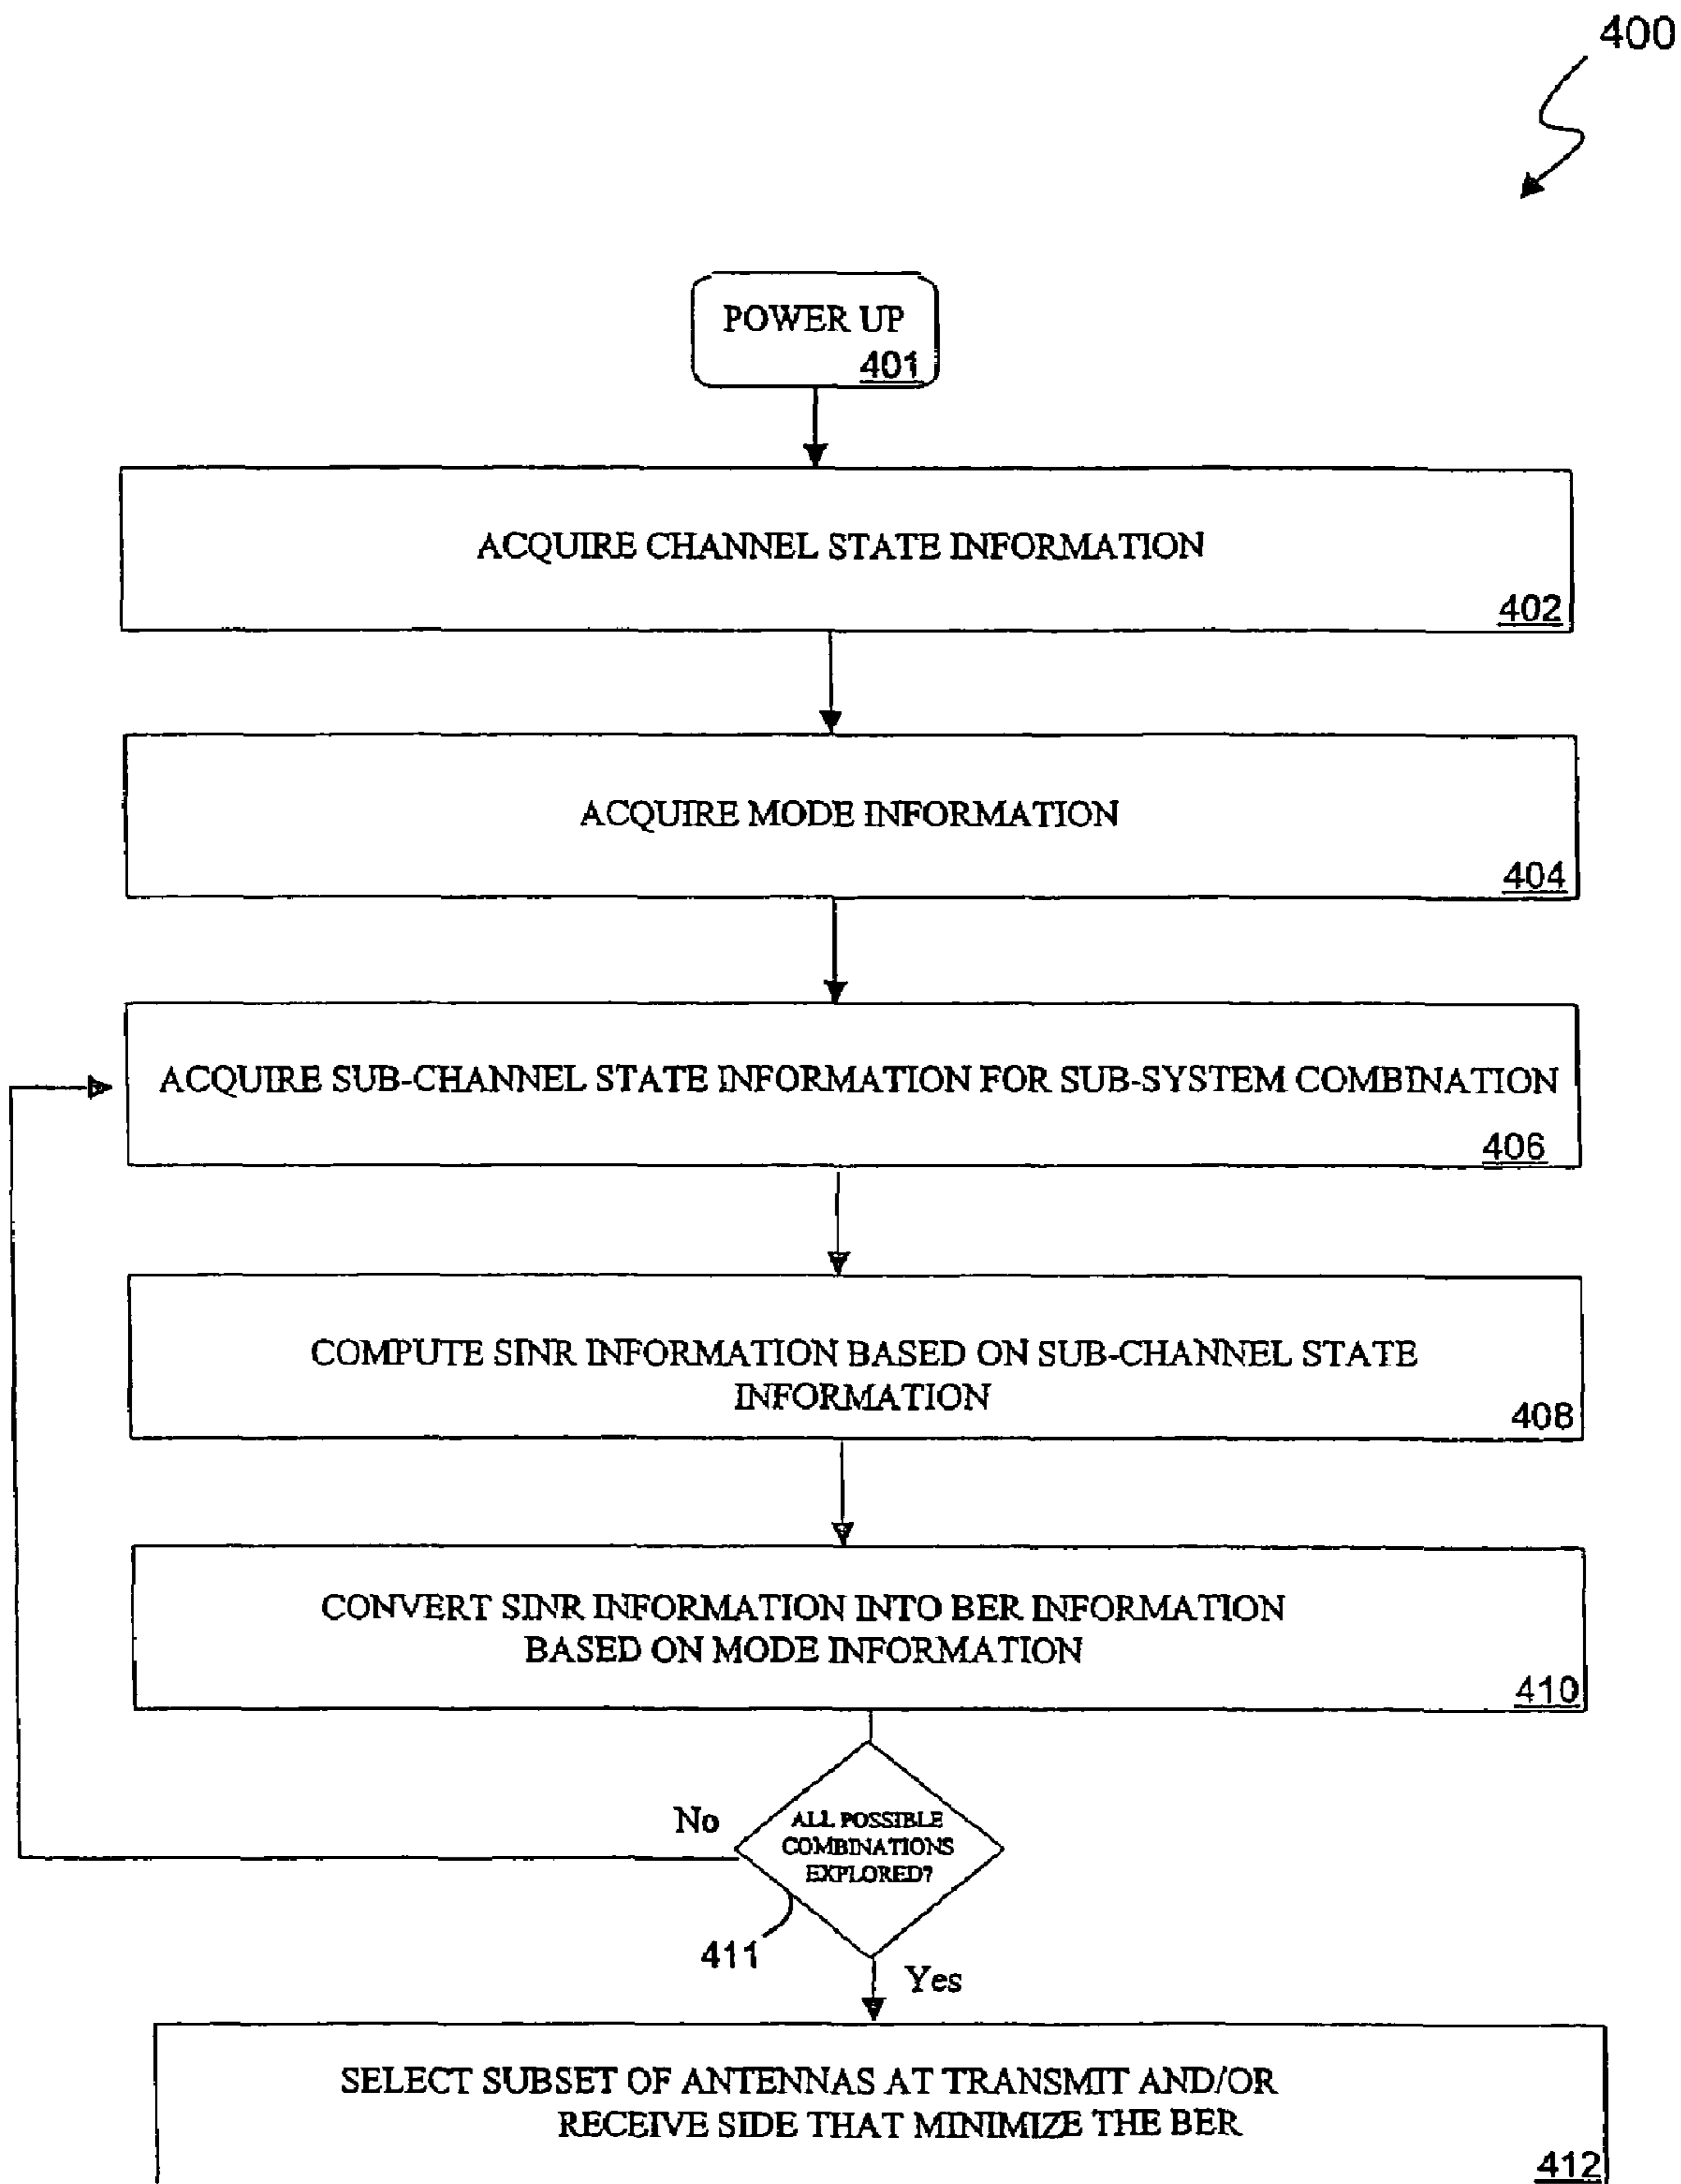 400
POWER UP
401
ACQUIRE CHANNEL STATE INFORMATION
402
ACQUIRE MODE INFORMATION
404
ACQUIRE SUB-CHANNEL STATE INFORMATION FOR SUB-SYSTEM COMBINATION
406
COMPUTE SINR INFORMATION BASED ON SUB-CHANNEL STATE
INFORMATION
408
CONVERT SINR INFORMATION INTO BER INFORMATION
BASED ON MODE INFORMATION
410
No
ALL POSSIBLE
COMBINATIONS
EXPLORED?
411
Yes
SELECT SUBSET OF ANTENNAS AT TRANSMIT AND/OR
RECEIVE SIDE THAT MINIMIZE THE BER
412